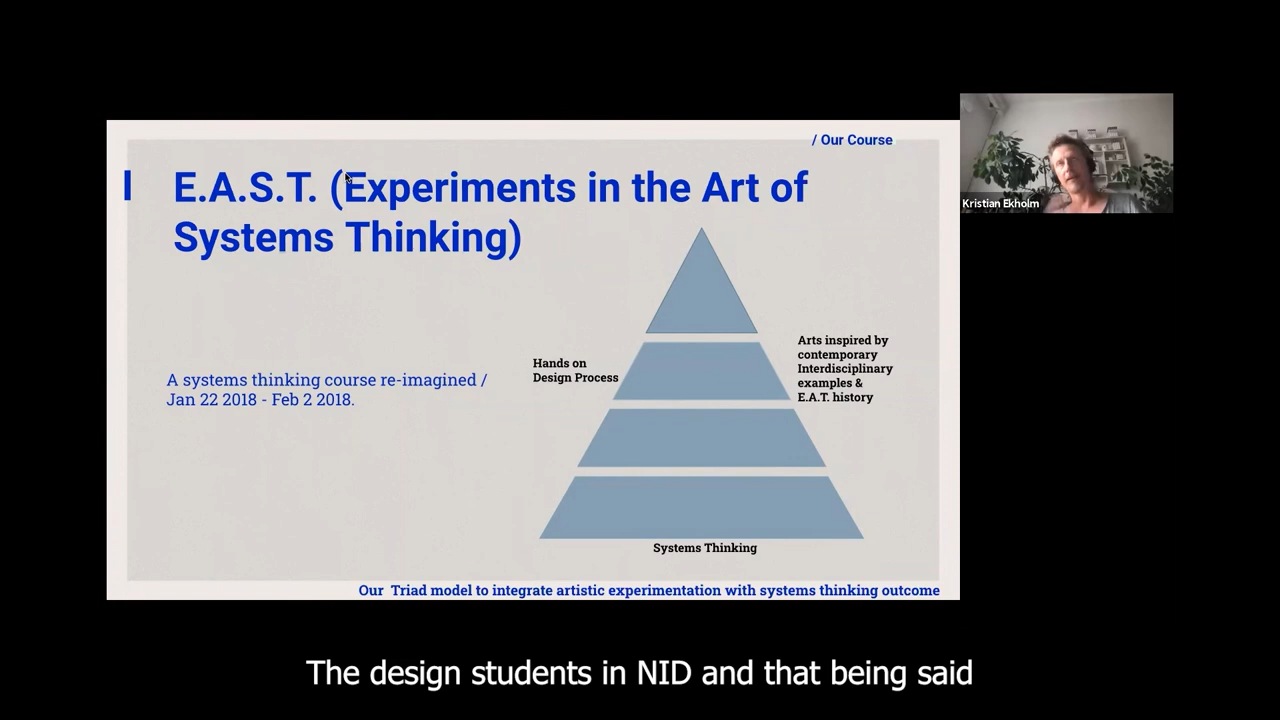 / Our Course
E.A.S.T. (Experiments in the Art of
Systems Thinking)
Kristian Ekholm
A systems thinking course re-imagined /
Jan 22 2018 - Feb 2 2018.
Hands on
Design Process
Arts inspired by
contemporary
Interdisciplinary
examples &
E.A.T. history
Systems Thinking
Our Triad model to integrate artistic experimentation with systems thinking outcome
The design students in NID and that being said